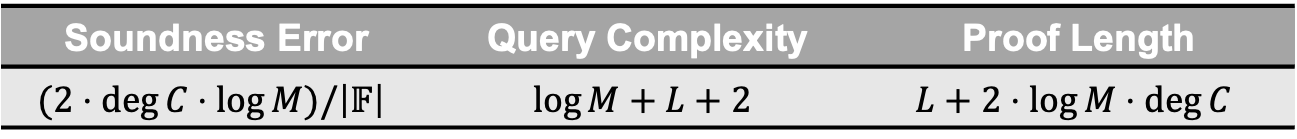 Soundness Error Query Complexity Proof Length
(2 · deg C · log M)/|𝔽| log M + L + 2 L + 2 · log M · deg C